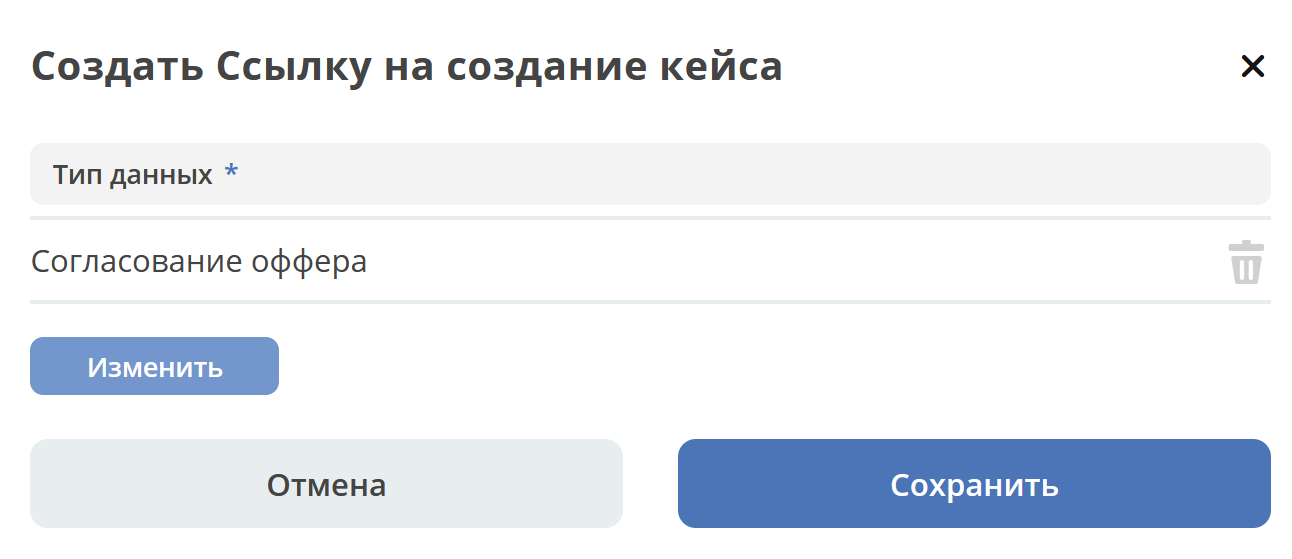 Создать Ссылку на создание кейса
Тип данных *
Согласование оффера
Изменить
Отмена
Сохранить